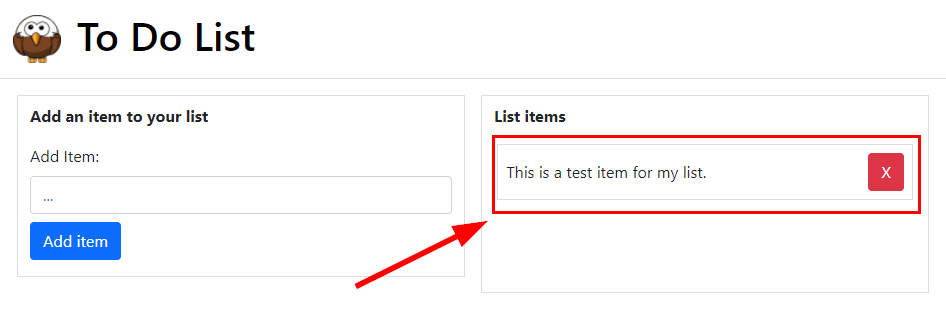 To Do List
Add an item to your list
Add Item:
...
Add item
List items
This is a test item for my list.
X